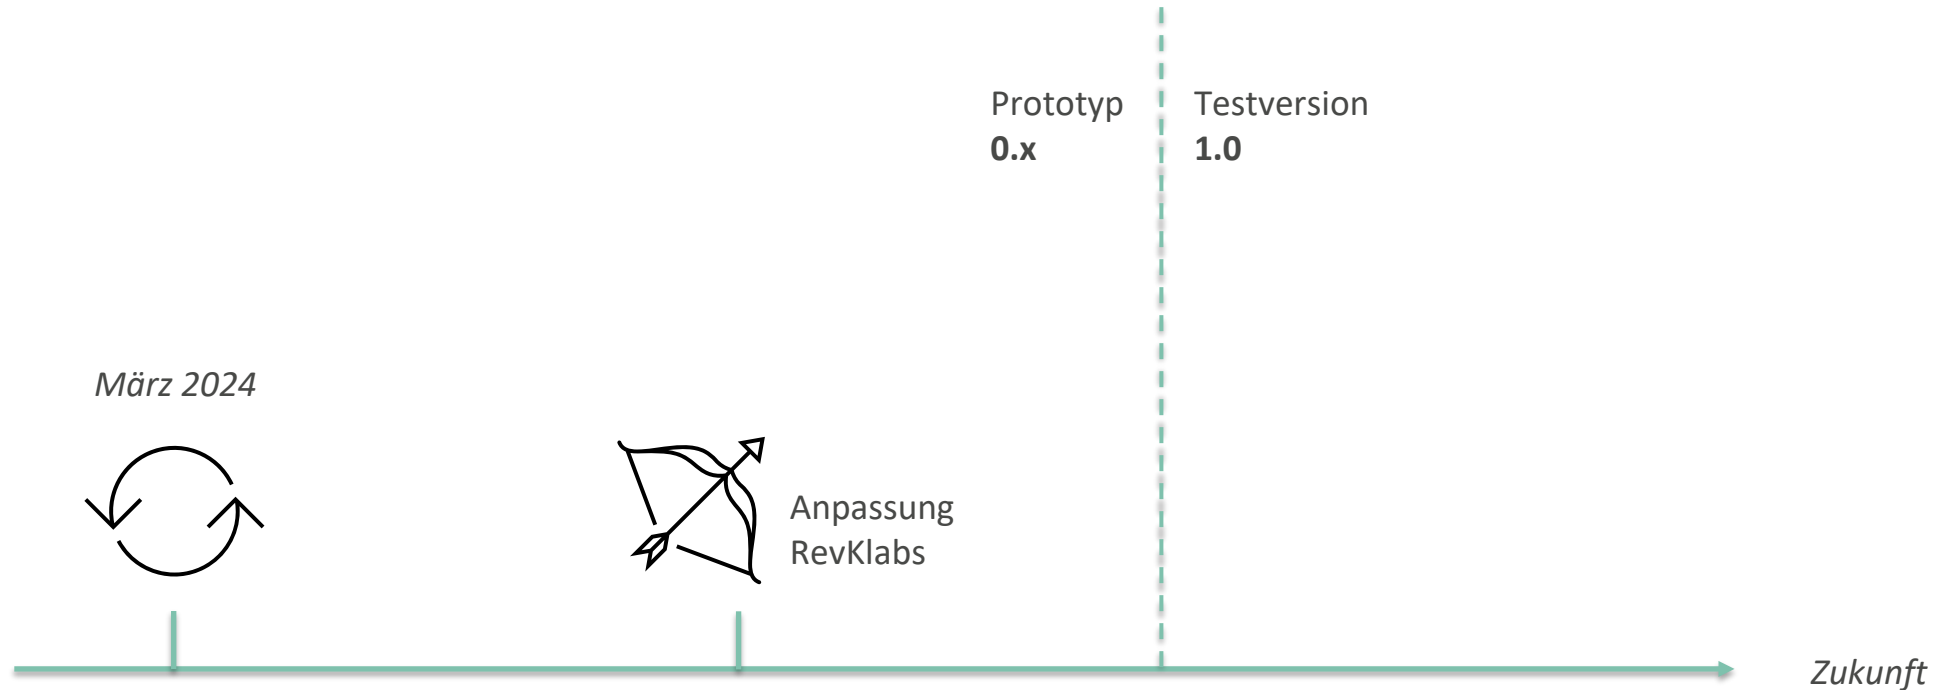 Prototyp
0.x
Testversion
1.0
März 2024
Anpassung
RevKlabs
Zukunft